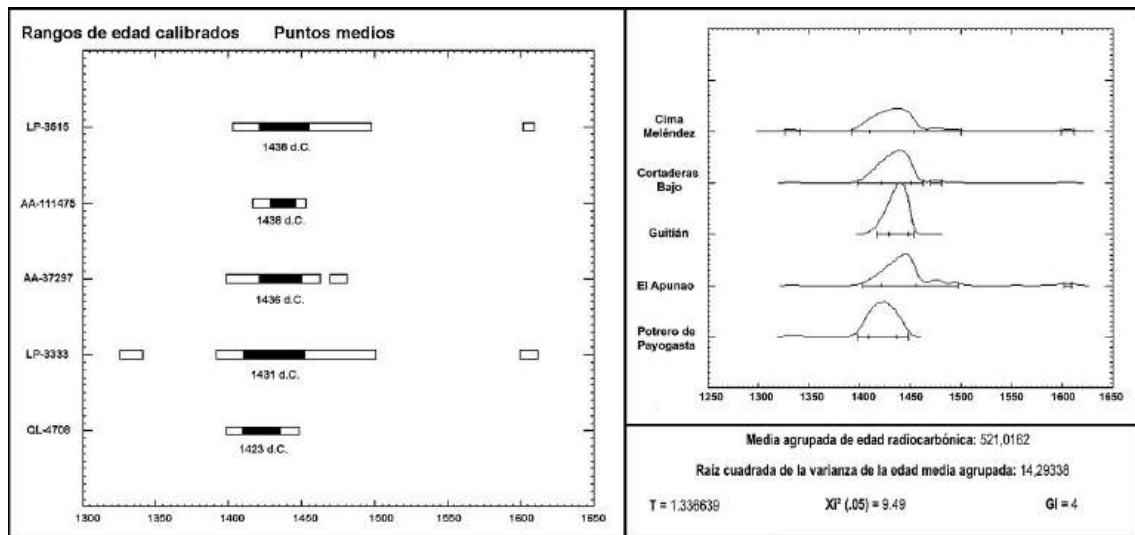 Rangos de edad calibrados Puntos medios
LP-3615
1438 d.C.
AA-111475
1438 d.C.
AA-37297
1436 d.C.
LP-3333
1431 d.C.
QL-4708
1423 d.C.
1300 1350 1400 1450 1500 1550 1600 1650
Cima
Meléndez
Cortaderas
Bajo
Guitián
El Apunao
Potrero de
Payogasta
1250 1300 1350 1400 1450 1500 1550 1600 1650
Media agrupada de edad radiocarbónica: 521,0162
Raíz cuadrada de la varianza de la edad media agrupada: 14,29338
T = 1.336639 Xi² (.05) = 9.49 Gl = 4